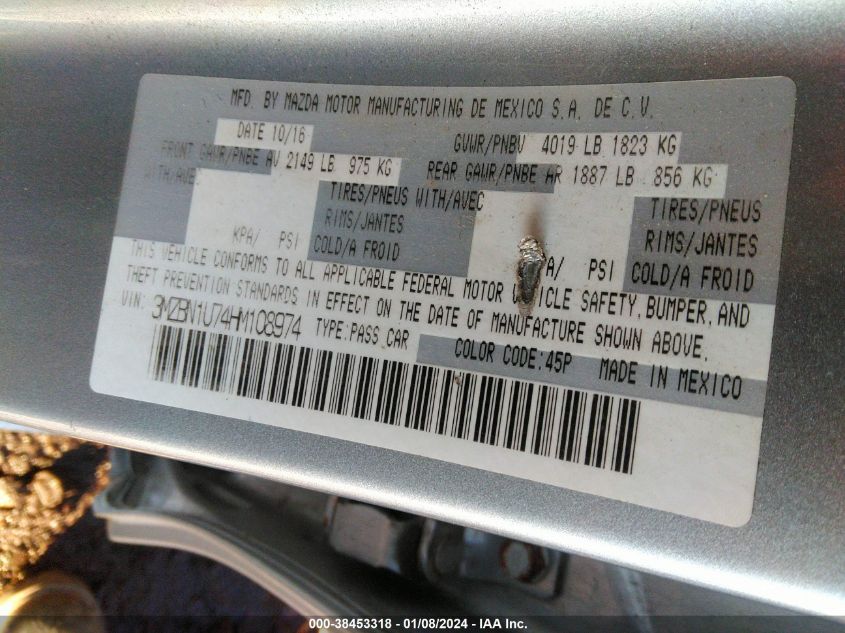 MFD. BY MAZDA MOTOR MANUFACTURING DE MEXICO S.A. DE C.V.
DATE 10/16 GVWR/PNBV 4019 LB 1823 KG
FRONT GAWR/PNBE AV 2149 LB 975 KG REAR GAWR/PNBE AR 1887 LB 856 KG
WITH/AVEC TIRES/PNEUS WITH/AVEC TIRES/PNEUS
RIMS/JANTES RIMS/JANTES
KPA/ PSI COLD/A FROID PSI COLD/A FROID
THIS VEHICLE CONFORMS TO ALL APPLICABLE FEDERAL MOTOR VEHICLE SAFETY, BUMPER, AND
THEFT PREVENTION STANDARDS IN EFFECT ON THE DATE OF MANUFACTURE SHOWN ABOVE.
VIN: 3MZBN1U74HM108974 TYPE:PASS CAR
COLOR CODE:45P MADE IN MEXICO
000-38453318 - 01/08/2024 - IAA Inc.